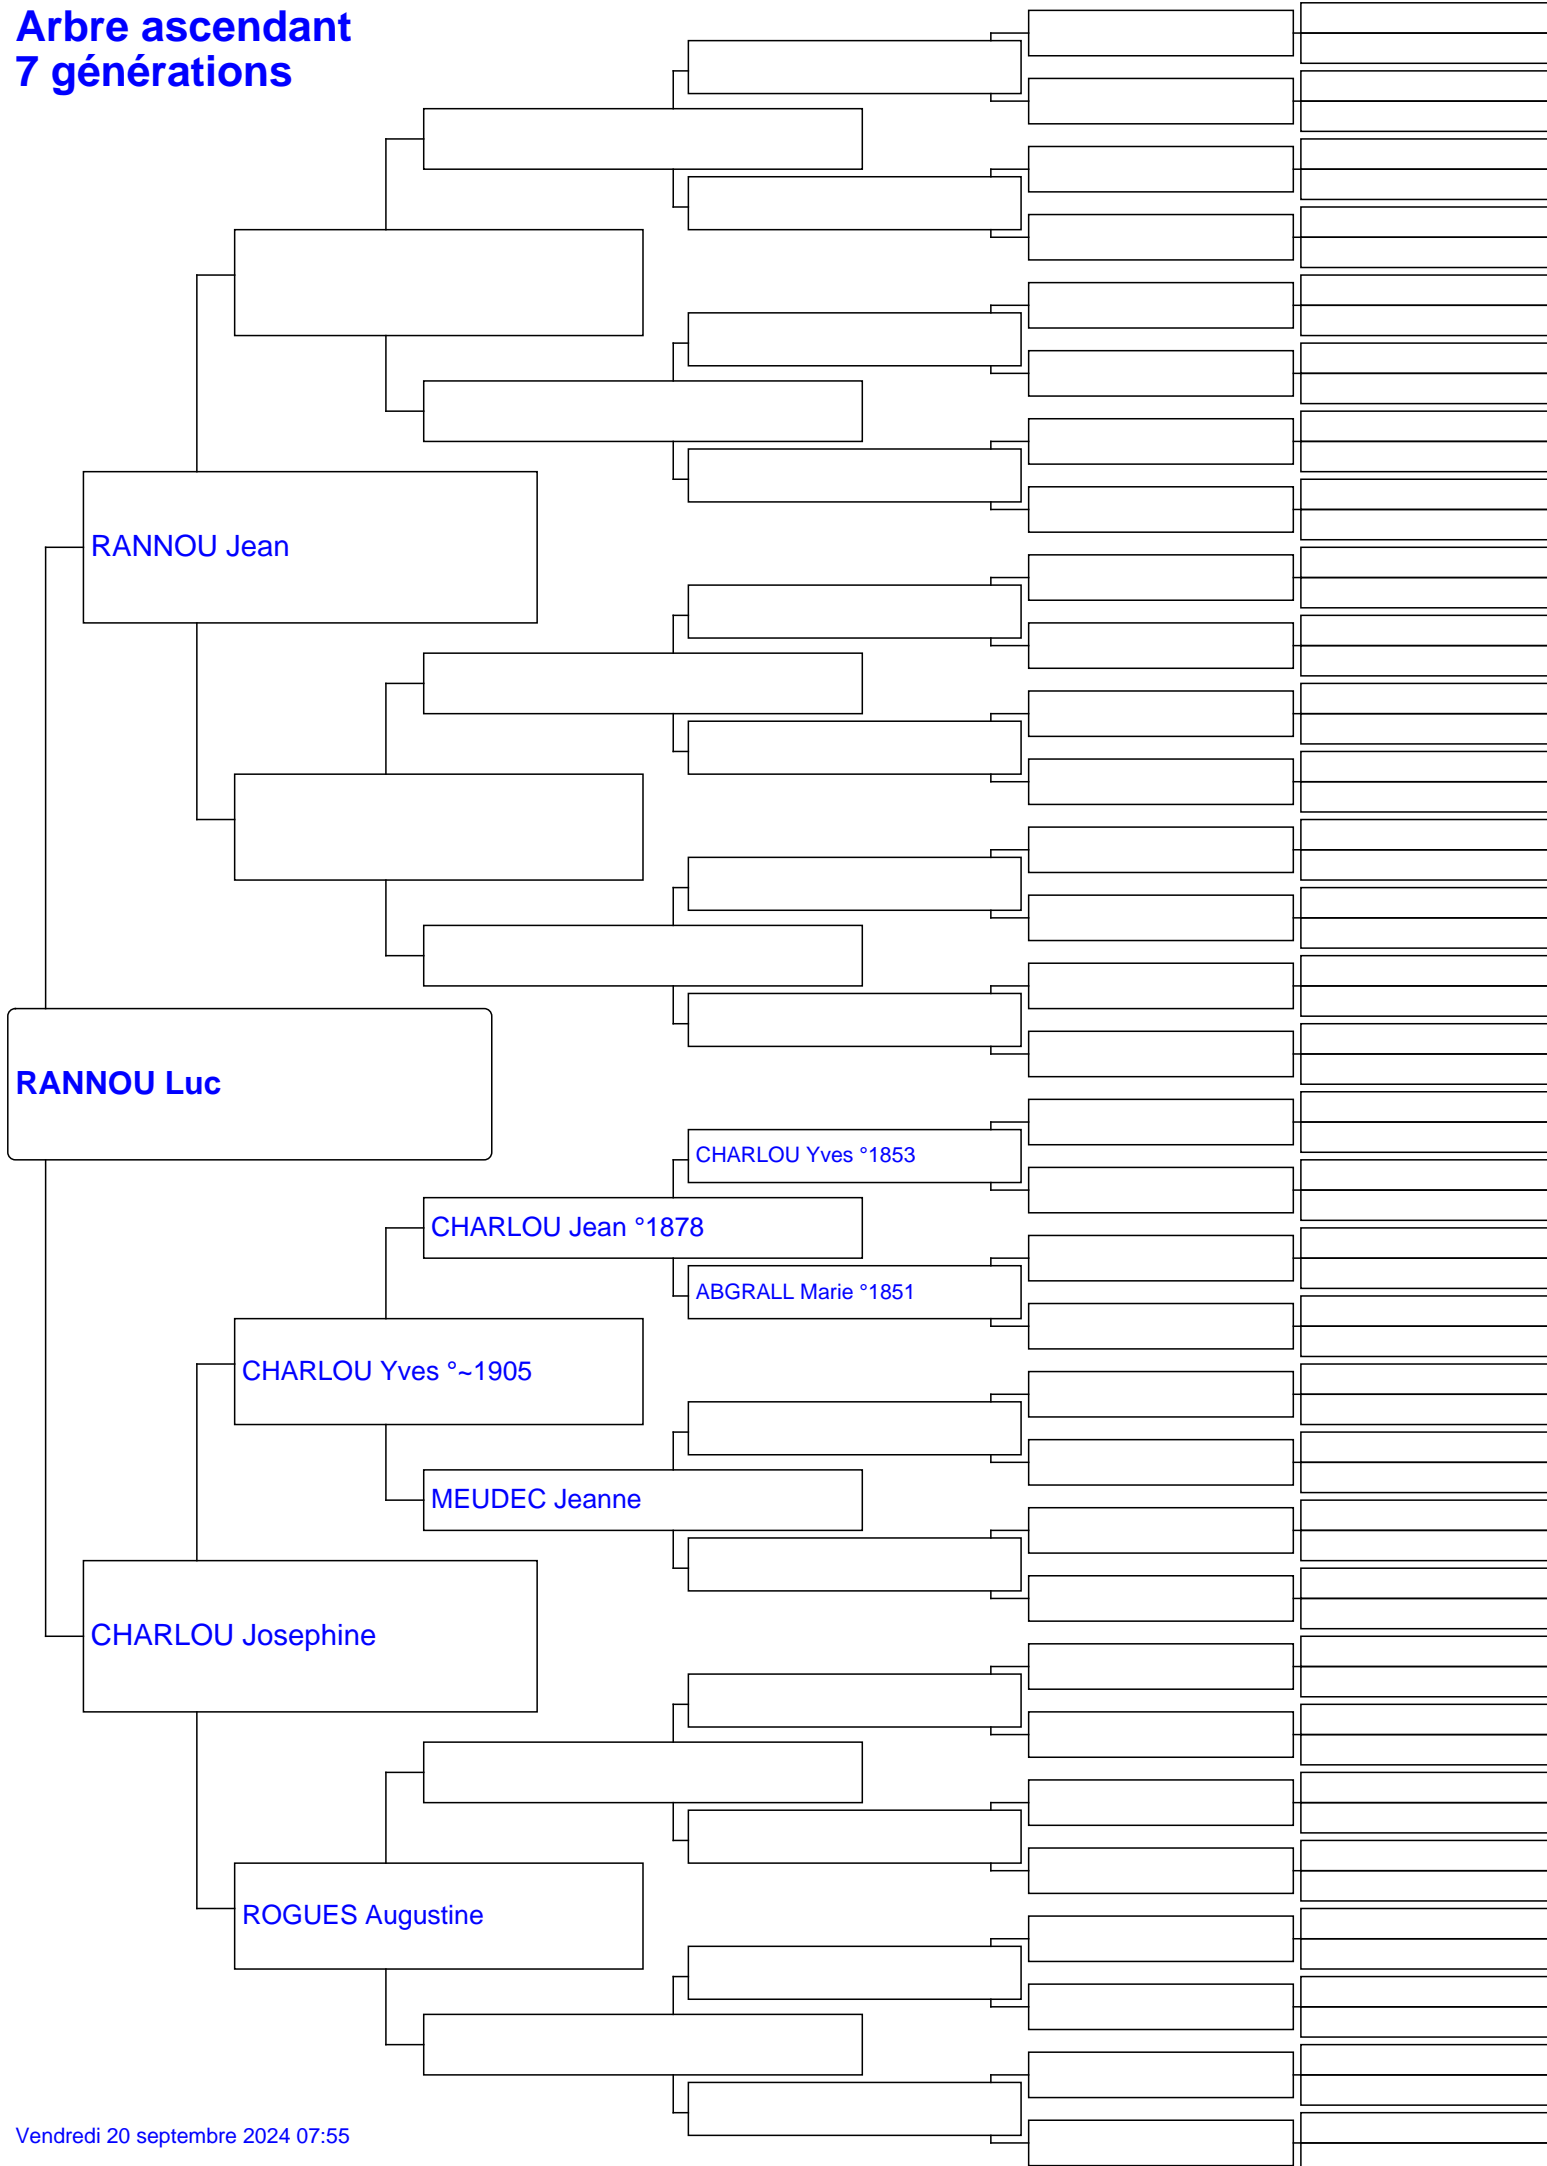 Arbre ascendant
7 générations
RANNOU Jean
RANNOU Luc
CHARLOU Yves °1853
CHARLOU Jean °1878
ABGRALL Marie °1851
CHARLOU Yves °~1905
MEUDEC Jeanne
CHARLOU Josephine
ROGUES Augustine
Vendredi 20 septembre 2024 07:55